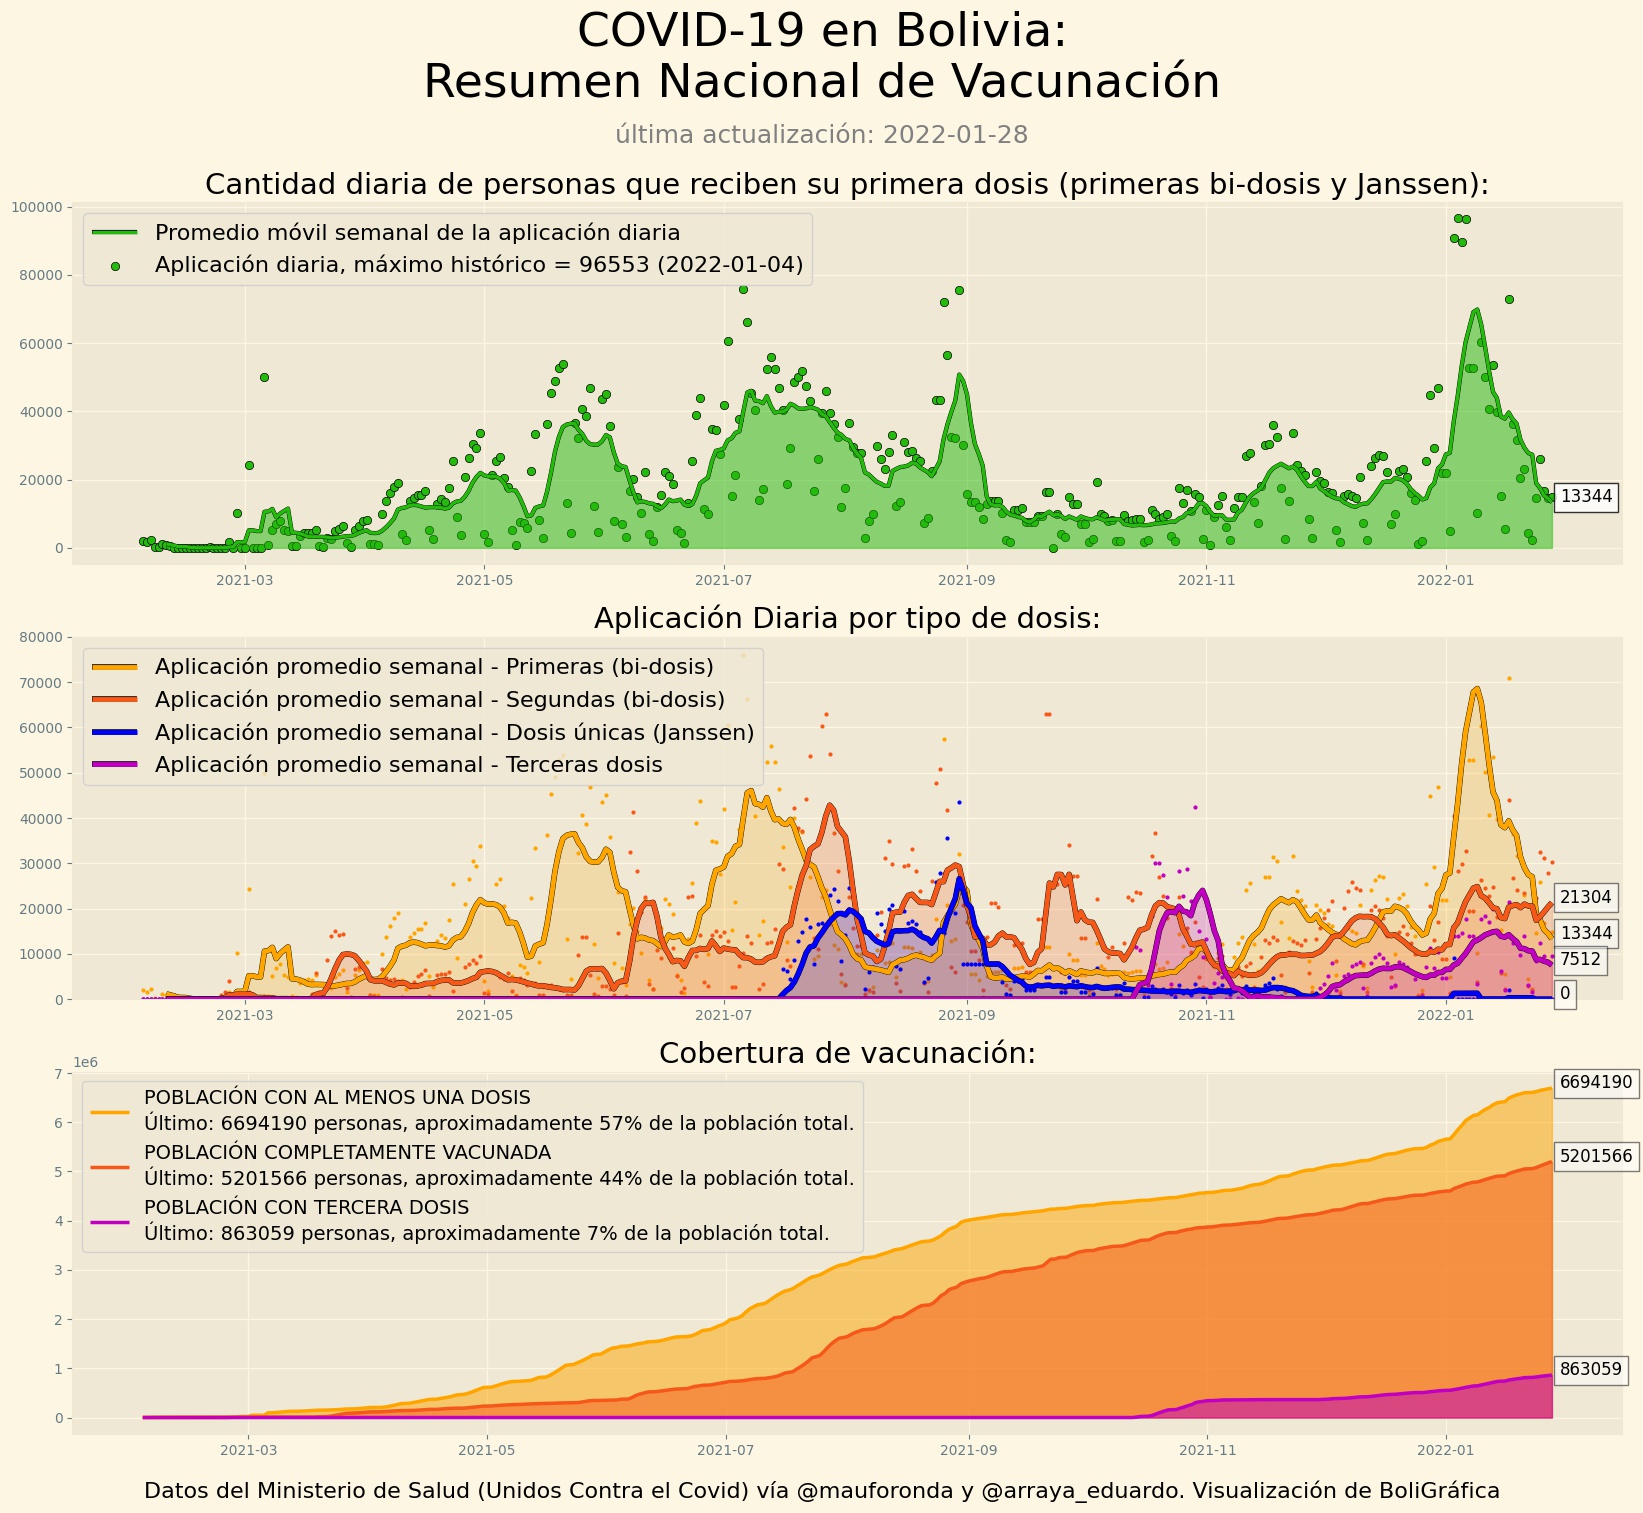 COVID-19 en Bolivia:
Resumen Nacional de Vacunación
última actualización: 2022-01-28
Cantidad diaria de personas que reciben su primera dosis (primeras bi-dosis y Janssen):
100000
80000
60000
40000
20000
0
Promedio móvil semanal de la aplicación diaria
Aplicación diaria, máximo histórico = 96553 (2022-01-04)
13344
2021-03 2021-05 2021-07 2021-09 2021-11 2022-01
Aplicación Diaria por tipo de dosis:
80000
70000
60000
50000
40000
30000
20000
10000
0
Aplicación promedio semanal - Primeras (bi-dosis)
Aplicación promedio semanal - Segundas (bi-dosis)
Aplicación promedio semanal - Dosis únicas (Janssen)
Aplicación promedio semanal - Terceras dosis
21304
13344
7512
0
2021-03 2021-05 2021-07 2021-09 2021-11 2022-01
Cobertura de vacunación:
1e6
7
6
5
4
3
2
1
0
POBLACIÓN CON AL MENOS UNA DOSIS
Último: 6694190 personas, aproximadamente 57% de la población total.
POBLACIÓN COMPLETAMENTE VACUNADA
Último: 5201566 personas, aproximadamente 44% de la población total.
POBLACIÓN CON TERCERA DOSIS
Último: 863059 personas, aproximadamente 7% de la población total.
6694190
5201566
863059
2021-03 2021-05 2021-07 2021-09 2021-11 2022-01
Datos del Ministerio de Salud (Unidos Contra el Covid) vía @mauforonda y @arraya_eduardo. Visualización de BoliGráfica